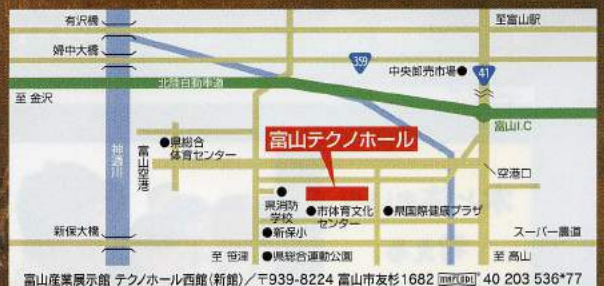 有沢橋
至富山駅
婦中大橋
359
中央卸売市場●
41
北陸自動車道
至 金沢
富山I.C
神通川
富山空港
●県総合
体育センター
富山テクノホール
空港口
県消防
学校
●市体育文化
センター
●県国際健康プラザ
新保大橋
●新保小
スーパー農道
至 笹津
●県総合運動公園
至 高山
富山産業展示館 テクノホール西館(新館)/〒939-8224 富山市友杉1682 MAPCODE 40 203 536*77